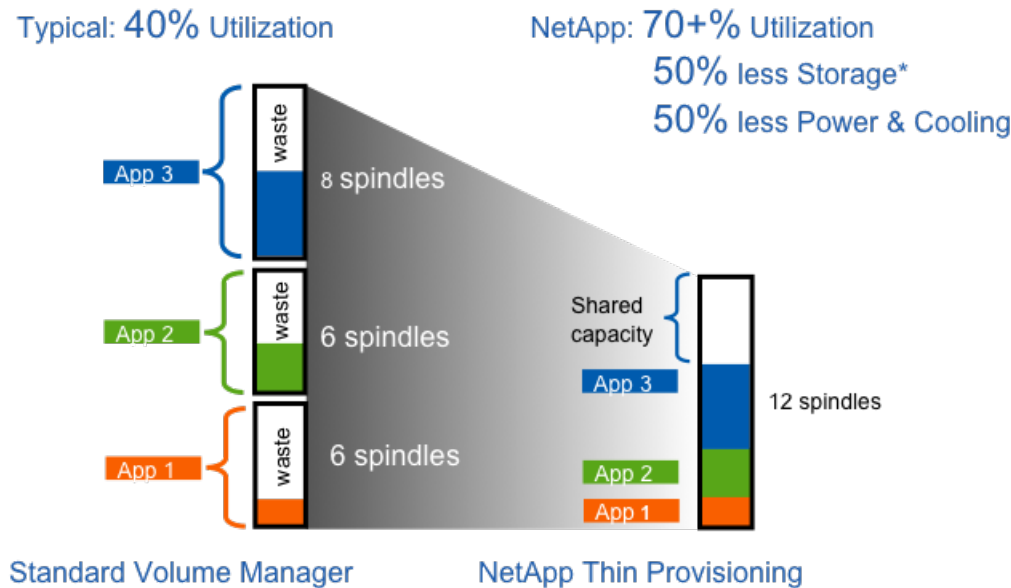 Typical: 40% Utilization
NetApp: 70+% Utilization
50% less Storage*
50% less Power & Cooling
waste
App 3
8 spindles
waste
App 2
6 spindles
waste
App 1
6 spindles
Shared
capacity
App 3
12 spindles
App 2
App 1
Standard Volume Manager
NetApp Thin Provisioning